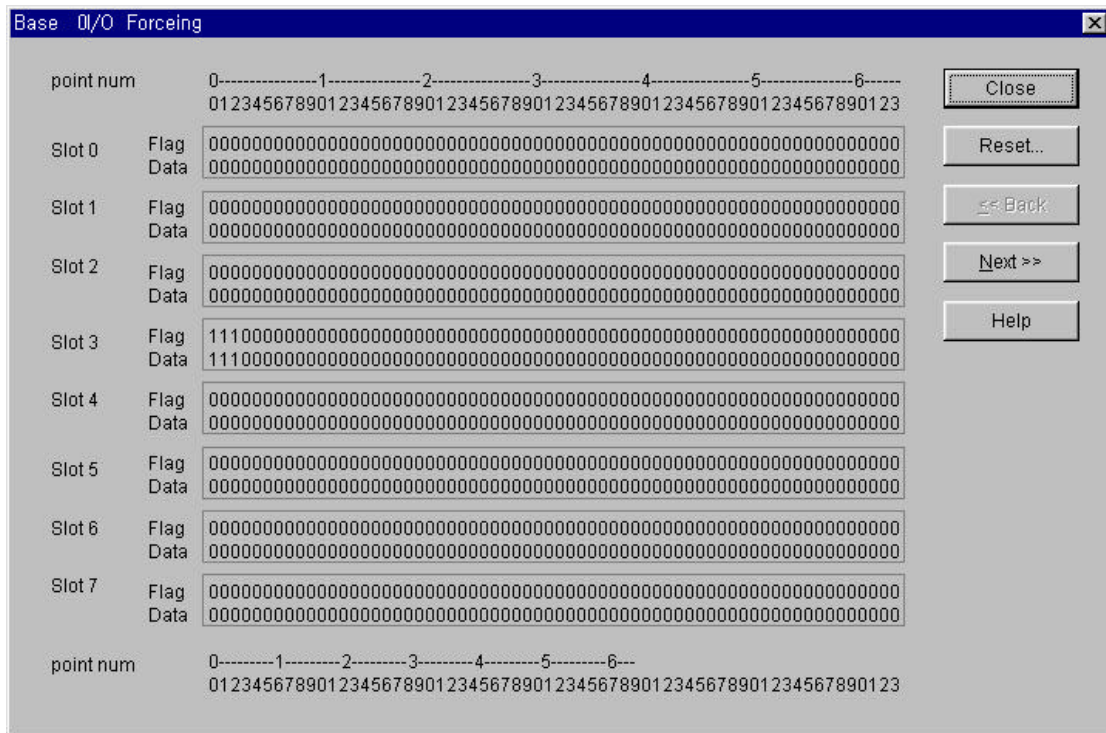 Base 0I/O Forceing
point num 0---------------1--------------2---------------3---------------4---------------5--------------6------
0123456789012345678901234567890123456789012345678901234567890123
Close
Slot 0 Flag 0000000000000000000000000000000000000000000000000000000000000000
Data 0000000000000000000000000000000000000000000000000000000000000000
Reset...
Slot 1 Flag 0000000000000000000000000000000000000000000000000000000000000000
Data 0000000000000000000000000000000000000000000000000000000000000000
<< Back
Slot 2 Flag 0000000000000000000000000000000000000000000000000000000000000000
Data 0000000000000000000000000000000000000000000000000000000000000000
Next >>
Slot 3 Flag 1110000000000000000000000000000000000000000000000000000000000000
Data 1110000000000000000000000000000000000000000000000000000000000000
Help
Slot 4 Flag 0000000000000000000000000000000000000000000000000000000000000000
Data 0000000000000000000000000000000000000000000000000000000000000000
Slot 5 Flag 0000000000000000000000000000000000000000000000000000000000000000
Data 0000000000000000000000000000000000000000000000000000000000000000
Slot 6 Flag 0000000000000000000000000000000000000000000000000000000000000000
Data 0000000000000000000000000000000000000000000000000000000000000000
Slot 7 Flag 0000000000000000000000000000000000000000000000000000000000000000
Data 0000000000000000000000000000000000000000000000000000000000000000
point num 0---------1---------2---------3---------4---------5---------6---
0123456789012345678901234567890123456789012345678901234567890123